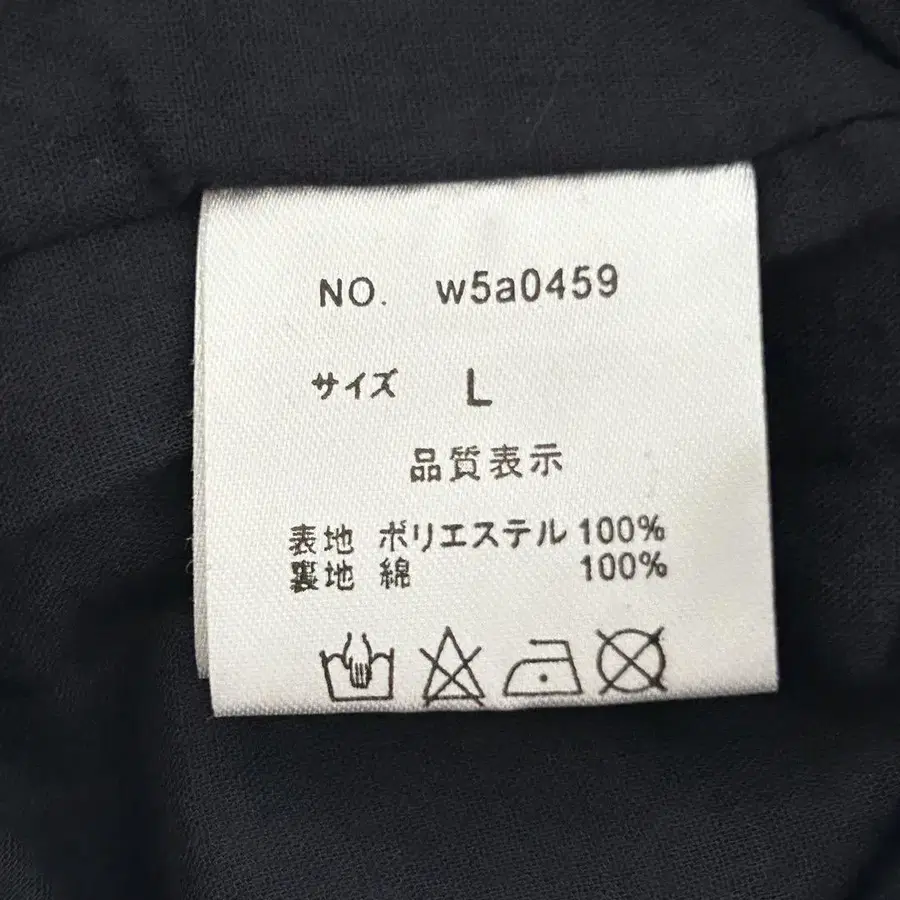 NO. w5a0459
サイズ L
品質表示
表地 ポリエステル 100%
裏地 綿 100%